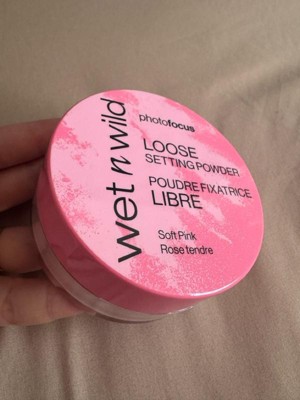 wet n wild
photofocus
LOOSE
SETTING POWDER
POUDRE FIXATRICE
LIBRE
Soft Pink
Rose tendre